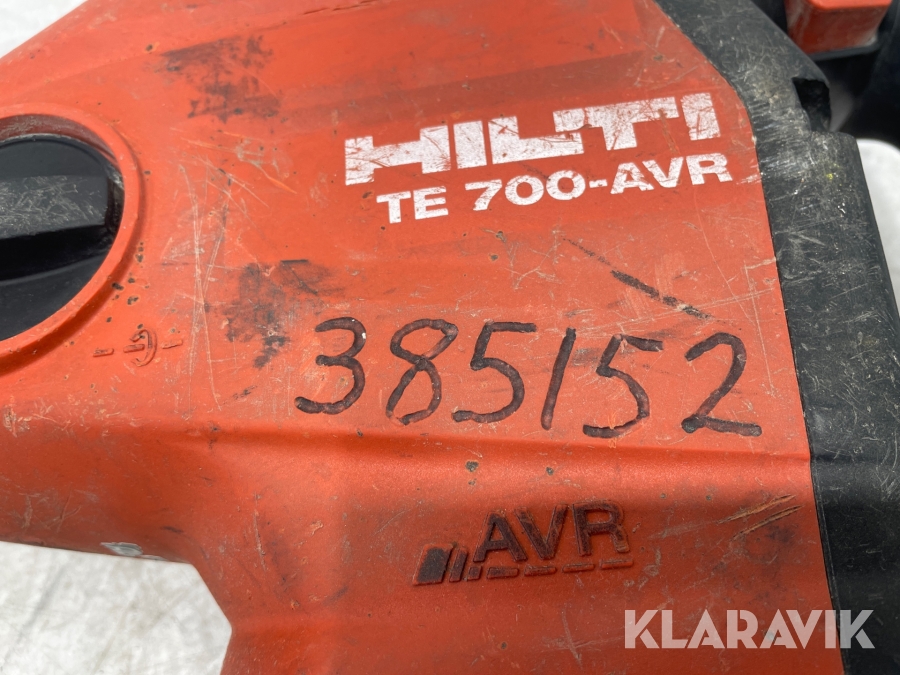 HILTI
TE 700-AVR
385152
AVR
KLARAVIK